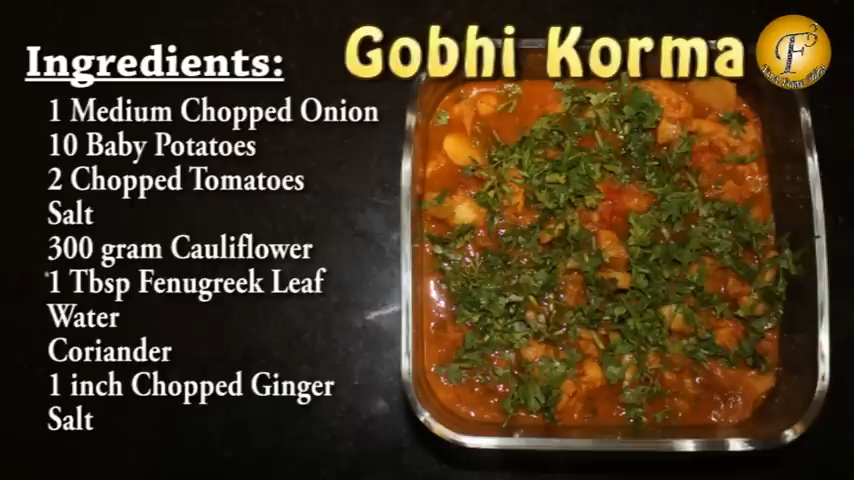 Gobhi Korma
F3
Ingredients:
1 Medium Chopped Onion
10 Baby Potatoes
2 Chopped Tomatoes
Salt
300 gram Cauliflower
1 Tbsp Fenugreek Leaf
Water
Coriander
1 inch Chopped Ginger
Salt